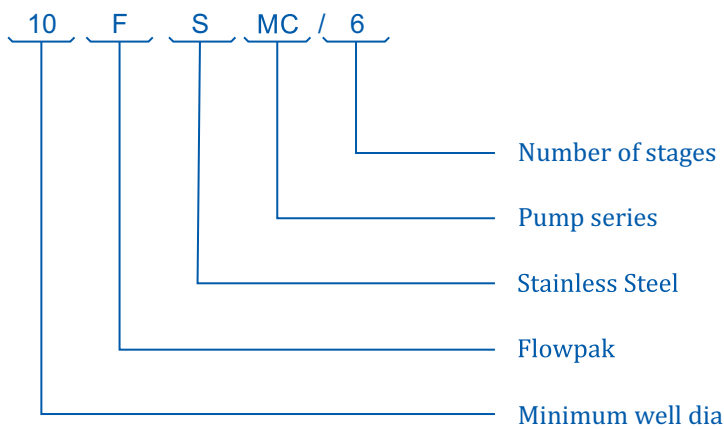 10 F S MC / 6
Number of stages
Pump series
Stainless Steel
Flowpak
Minimum well dia